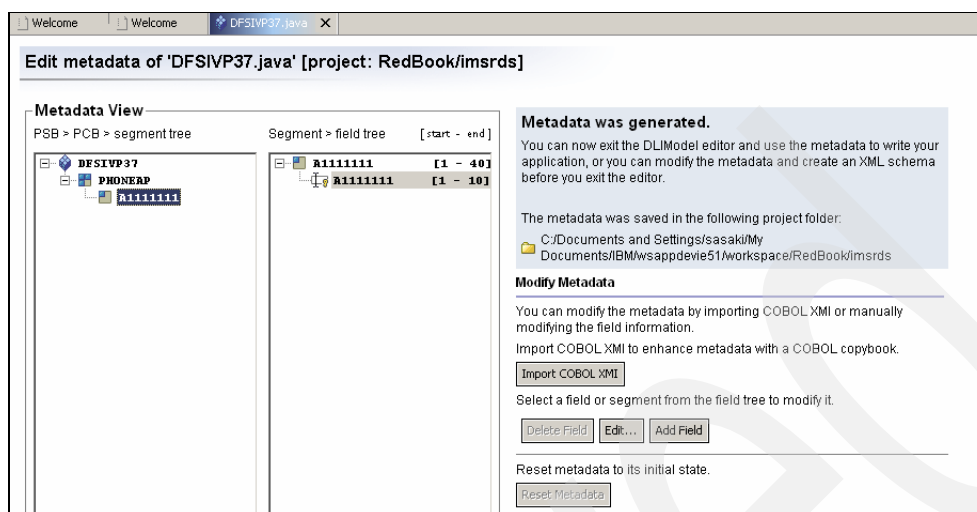 Welcome
Welcome
DFSIVP37.java X
Edit metadata of 'DFSIVP37.java' [project: RedBook/imsrds]
Metadata View
PSB > PCB > segment tree
DFSIVP37
PHONEAP
A1111111
Segment > field tree [start - end]
A1111111 [1 - 40]
A1111111 [1 - 10]
Metadata was generated.
You can now exit the DLIModel editor and use the metadata to write your
application, or you can modify the metadata and create an XML schema
before you exit the editor.
The metadata was saved in the following project folder:
C:/Documents and Settings/sasaki/My
Documents/IBM/wsappdevie51/workspace/RedBook/imsrds
Modify Metadata
You can modify the metadata by importing COBOL XMI or manually
modifying the field information.
Import COBOL XMI to enhance metadata with a COBOL copybook.
Import COBOL XMI
Select a field or segment from the field tree to modify it.
Delete Field Edit... Add Field
Reset metadata to its initial state.
Reset Metadata